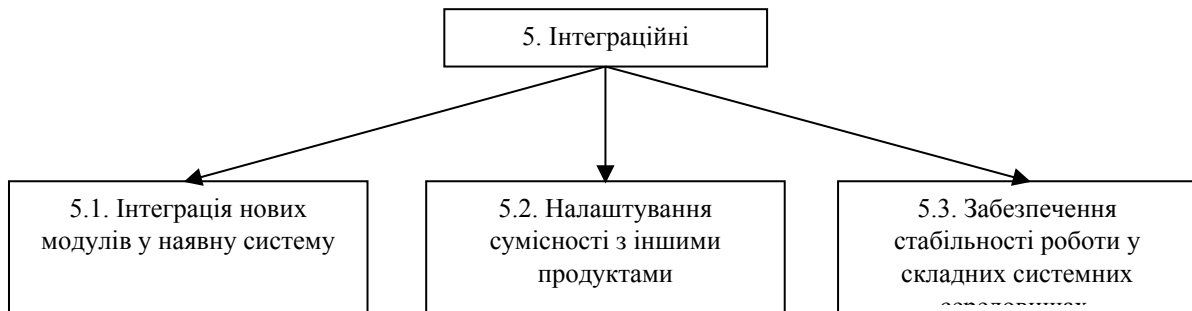 5. Інтеграційні
5.1. Інтеграція нових
модулів у наявну систему
5.2. Налаштування
сумісності з іншими
продуктами
5.3. Забезпечення
стабільності роботи у
складних системних